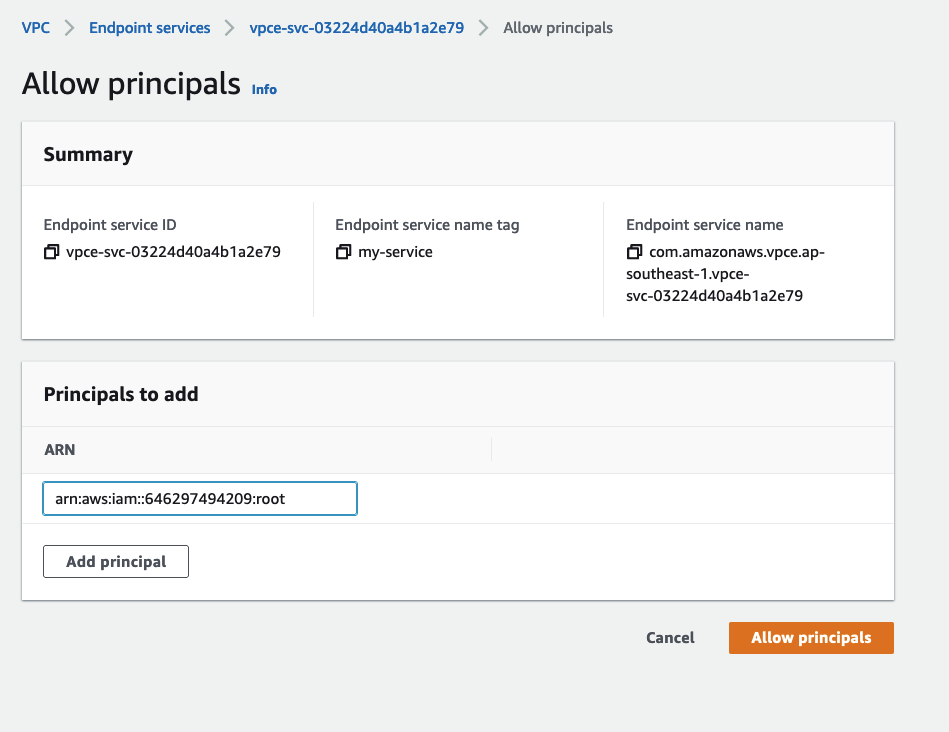 VPC > Endpoint services > vpce-svc-03224d40a4b1a2e79 > Allow principals
Allow principals Info
Summary
Endpoint service ID
vpce-svc-03224d40a4b1a2e79
Endpoint service name tag
my-service
Endpoint service name
com.amazonaws.vpce.ap-
southeast-1.vpce-
svc-03224d40a4b1a2e79
Principals to add
ARN
arn:aws:iam::646297494209:root
Add principal
Cancel
Allow principals